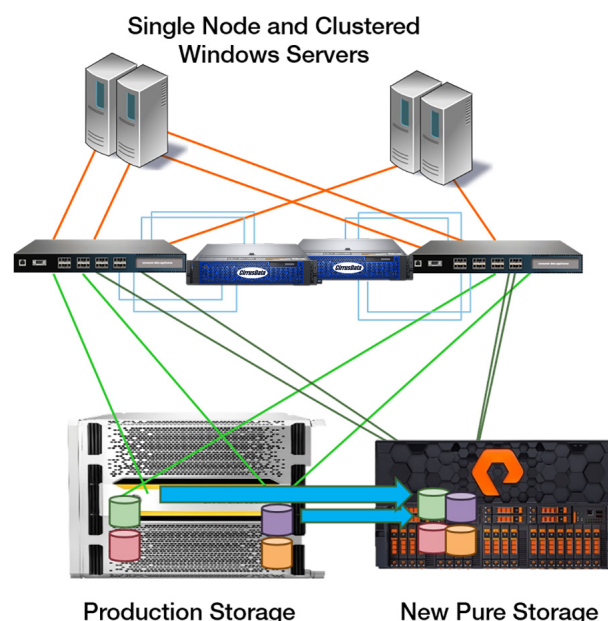 Single Node and Clustered
Windows Servers
CirrusData
CirrusData
Production Storage
New Pure Storage